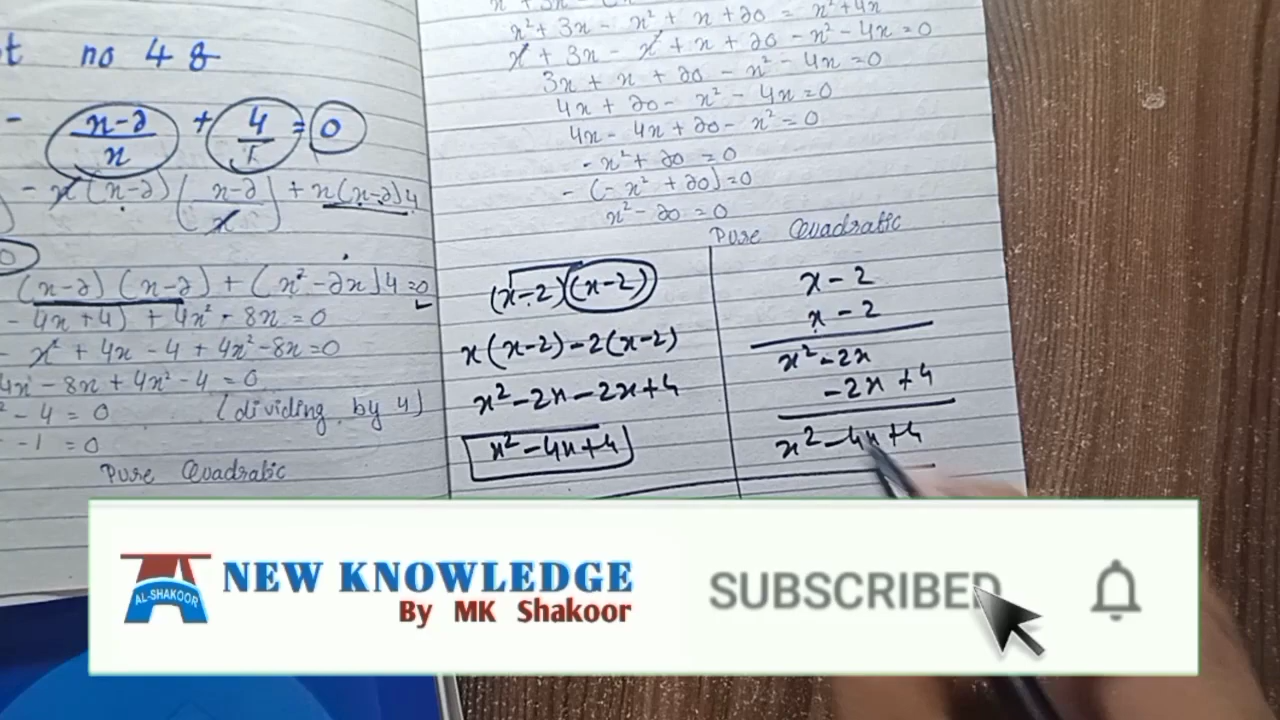 t no 48
- x-2/x + 4/1 = 0
- x(x-2)(x-2/x) + x(x-2)4
0
(x-2)(x-2) + (x²-2x)4=0
- 4x+4) + 4x² - 8x = 0
- x² + 4x - 4 + 4x² - 8x = 0
4x - 8x + 4x² - 4 = 0
² - 4 = 0 (dividing by 4)
- 1 = 0
Pure Quadratic
x² + 3x - x² + x + 20 = x² + 4x
x² + 3x - x² + x + 20 - x² - 4x = 0
3x + x + 20 - x² - 4x = 0
4x + 20 - x² - 4x = 0
4x - 4x + 20 - x² = 0
- x² + 20 = 0
- (- x² + 20) = 0
x² - 20 = 0
Pure Quadratic
(x-2)(x-2)
x(x-2)-2(x-2)
x²-2x-2x+4
x²-4x+4
x-2
x-2
x²-2x
-2x+4
x²-4x+4
AL-SHAKOOR
NEW KNOWLEDGE
By MK Shakoor
SUBSCRIBED